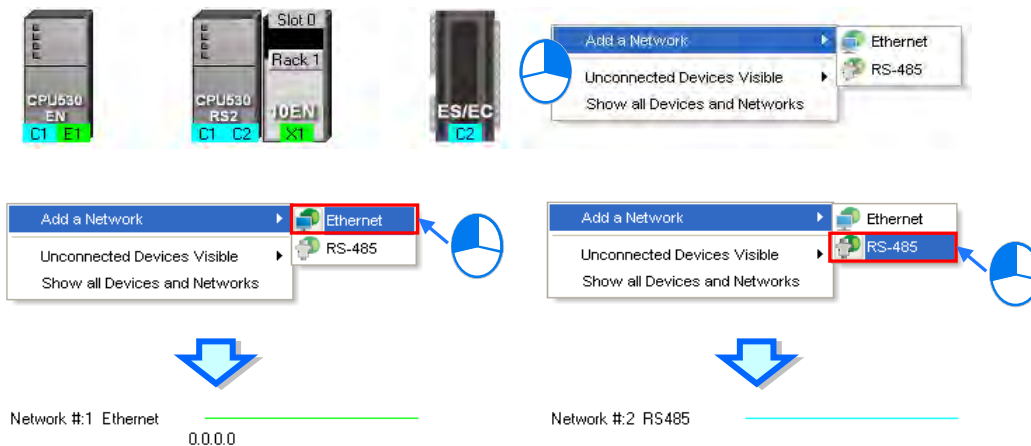 Slot 0
Rack 1
CPU530
EN
C1 E1
CPU530
RS2
C1 C2
10EN
X1
ES/EC
C2
Add a Network
Ethernet
RS-485
Unconnected Devices Visible
Show all Devices and Networks
Add a Network
Ethernet
RS-485
Unconnected Devices Visible
Show all Devices and Networks
Add a Network
Ethernet
RS-485
Unconnected Devices Visible
Show all Devices and Networks
Network #:1 Ethernet
0.0.0.0
Network #:2 RS485